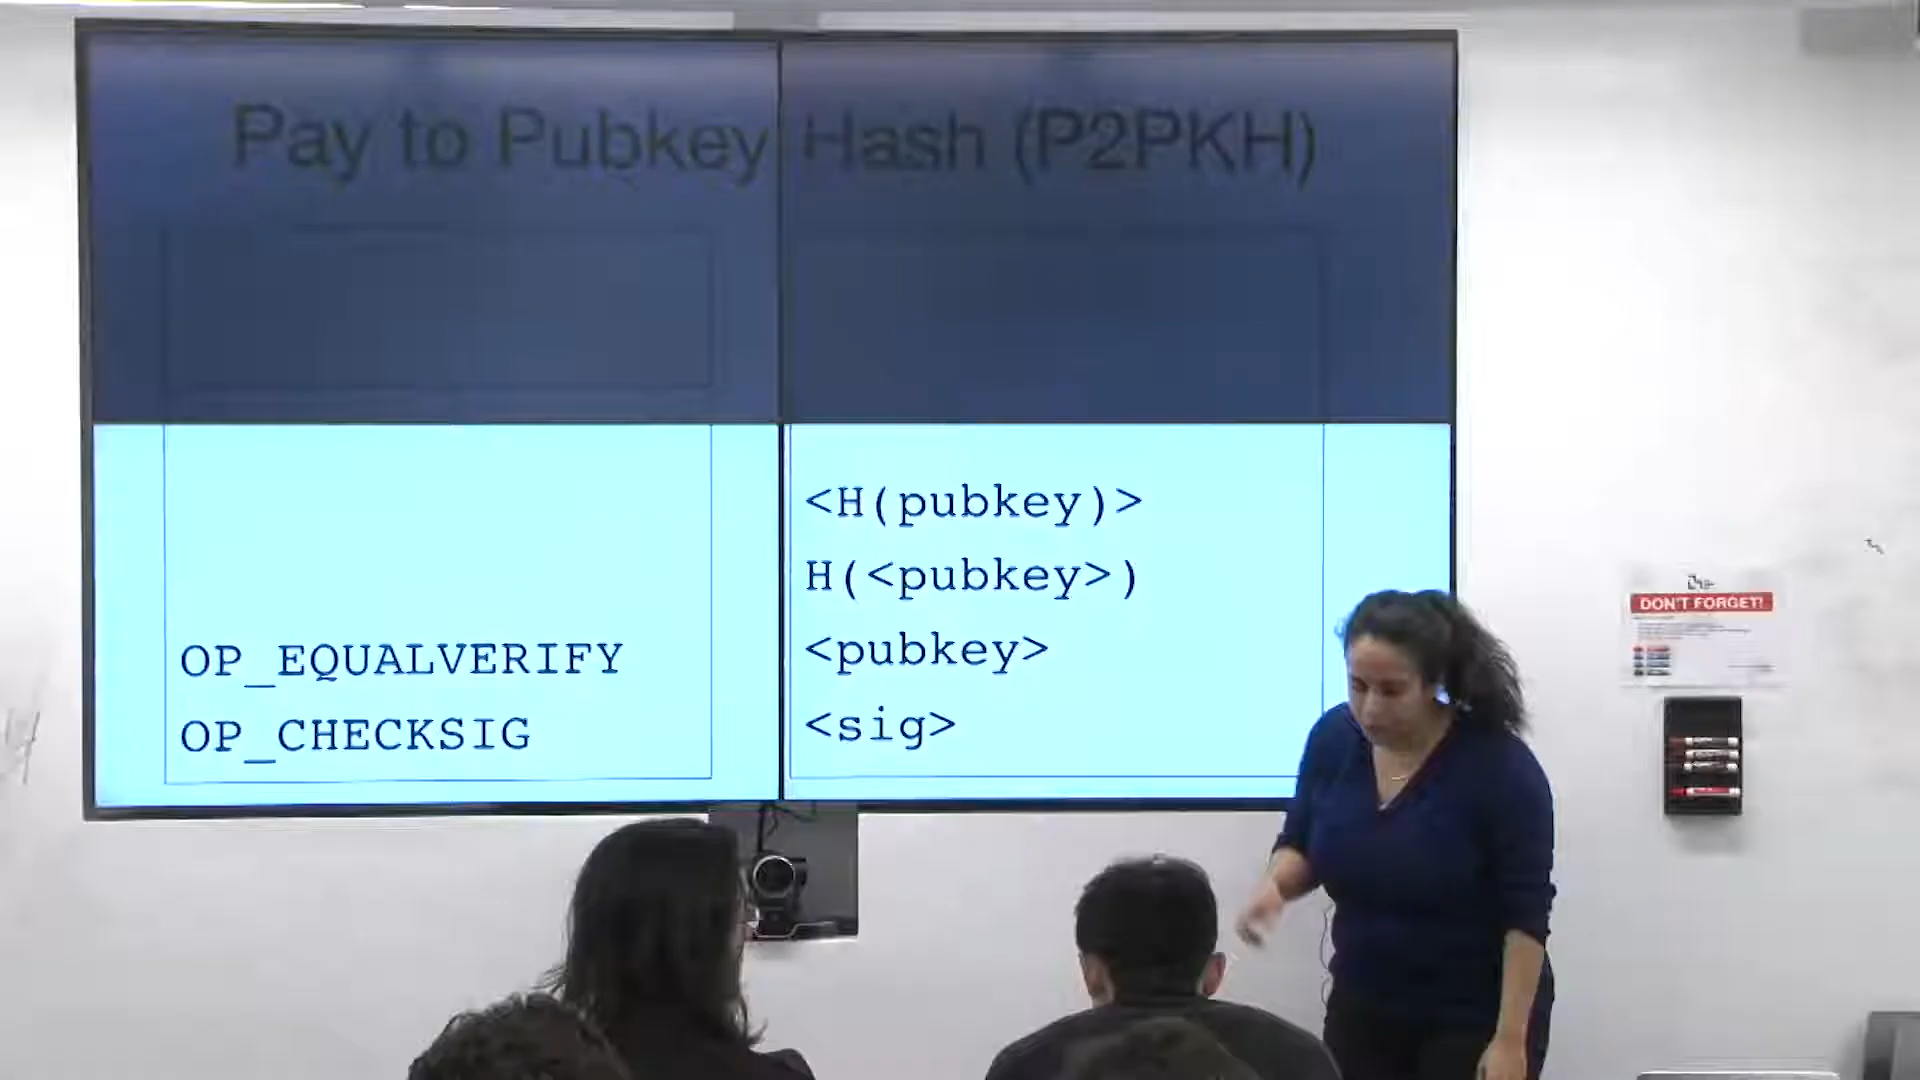 Pay to Pubkey Hash (P2PKH)
OP_EQUALVERIFY
OP_CHECKSIG
<H(pubkey)>
H(<pubkey>)
<pubkey>
<sig>
DON'T FORGET!